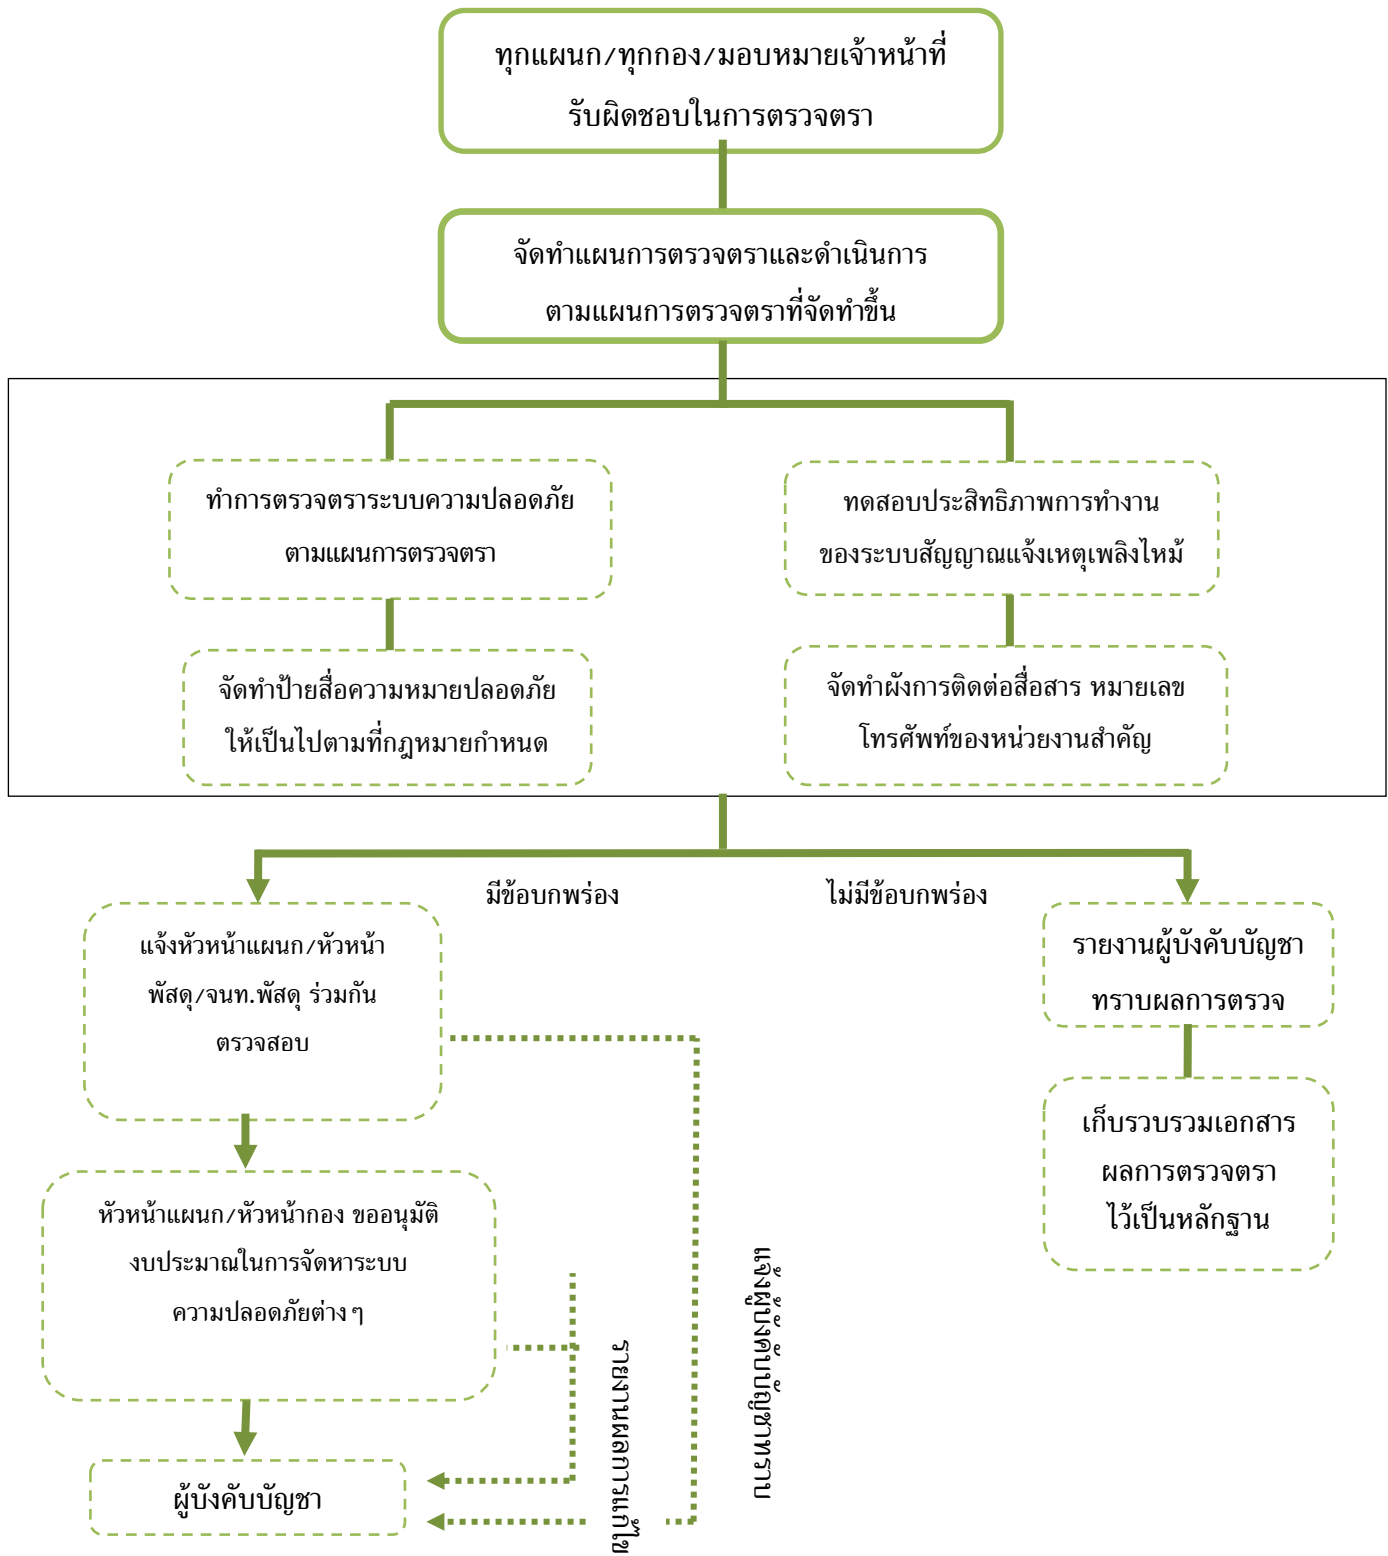 ทุกแผนก/ทุกกอง/มอบหมายเจ้าหน้าที่
รับผิดชอบในการตรวจตรา
จัดทำแผนการตรวจตราและดำเนินการ
ตามแผนการตรวจตราที่จัดทำขึ้น
ทำการตรวจตราระบบความปลอดภัย
ตามแผนการตรวจตรา
ทดสอบประสิทธิภาพการทำงาน
ของระบบสัญญาณแจ้งเหตุเพลิงไหม้
จัดทำป้ายสื่อความหมายปลอดภัย
ให้เป็นไปตามที่กฎหมายกำหนด
จัดทำผังการติดต่อสื่อสาร หมายเลข
โทรศัพท์ของหน่วยงานสำคัญ
มีข้อบกพร่อง
ไม่มีข้อบกพร่อง
แจ้งหัวหน้าแผนก/หัวหน้า
พัสดุ/จนท.พัสดุ ร่วมกัน
ตรวจสอบ
รายงานผู้บังคับบัญชา
ทราบผลการตรวจ
เก็บรวบรวมเอกสาร
ผลการตรวจตรา
ไว้เป็นหลักฐาน
หัวหน้าแผนก/หัวหน้ากอง ขออนุมัติ
งบประมาณในการจัดหาระบบ
ความปลอดภัยต่าง ๆ
แจ้งผู้บังคับบัญชาทราบ
รายงานผลการแก้ไข
ผู้บังคับบัญชา